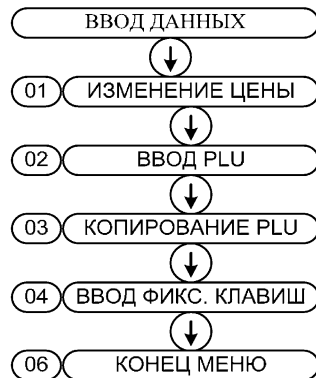 ВВОД ДАННЫХ
01 ИЗМЕНЕНИЕ ЦЕНЫ
02 ВВОД PLU
03 КОПИРОВАНИЕ PLU
04 ВВОД ФИКС. КЛАВИШ
06 КОНЕЦ МЕНЮ